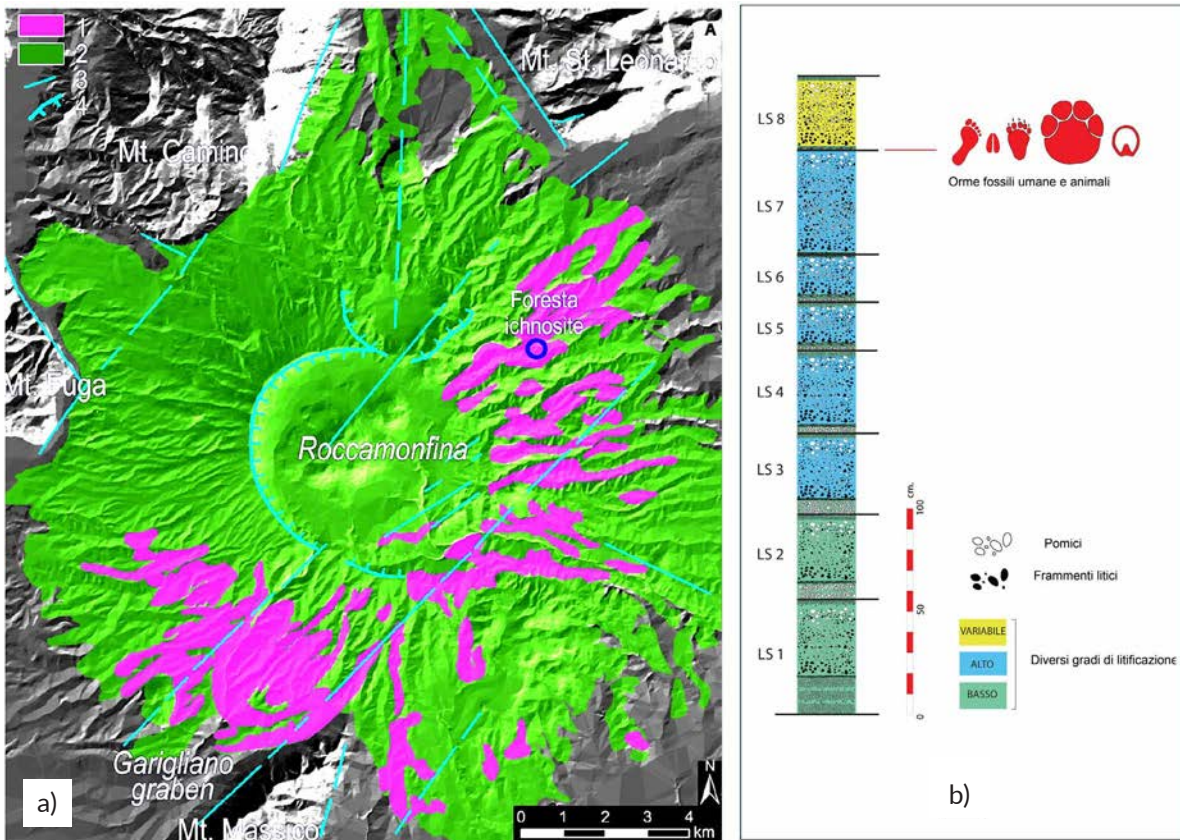 1
2
3
4
A
Mt. St. Leonardo
Mt. Camino
Foresta
ichnosite
Mt. Fuga
Roccamonfina
Garigliano
graben
Mt. Massico
N
0 1 2 3 4
km
a)
LS 8
Orme fossili umane e animali
LS 7
LS 6
LS 5
LS 4
LS 3
LS 2
LS 1
cm.
100
50
0
Pomici
Frammenti litici
VARIABILE
ALTO
BASSO
Diversi gradi di litificazione
b)